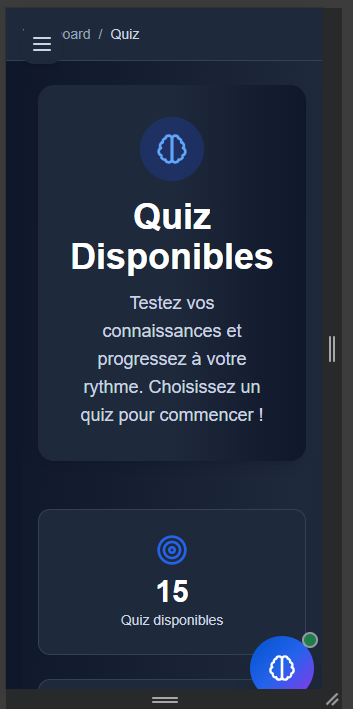 board / Quiz
Quiz
Disponibles
Testez vos
connaissances et
progressez à votre
rythme. Choisissez un
quiz pour commencer !
15
Quiz disponibles